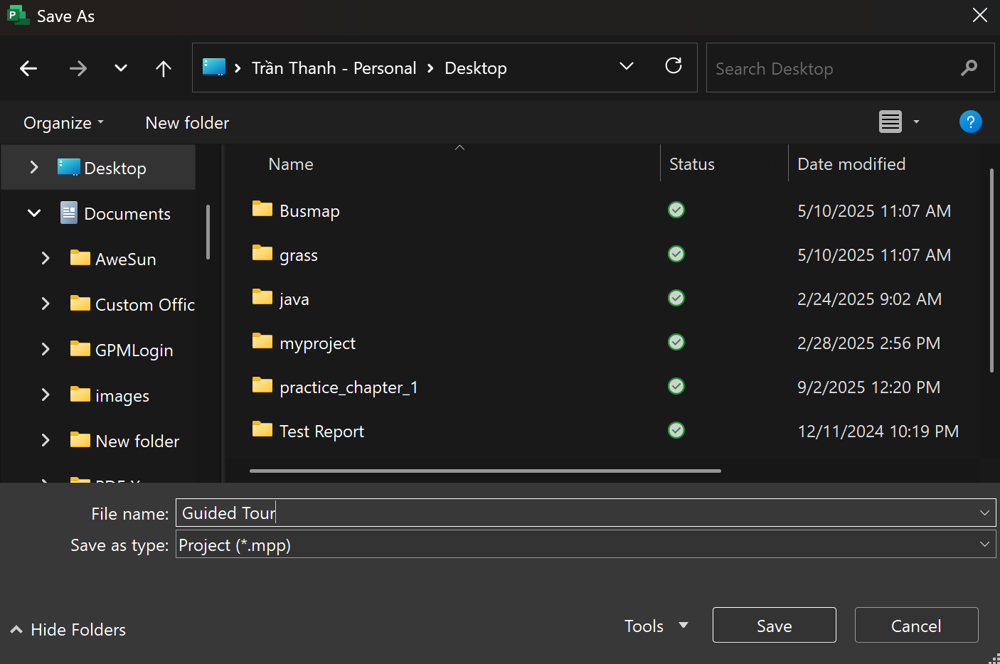 Save As
Trần Thanh - Personal > Desktop
Search Desktop
Organize
New folder
?
Name Status Date modified
Desktop
Documents
AweSun
Custom Offic
GPMLogin
images
New folder
Busmap 5/10/2025 11:07 AM
grass 5/10/2025 11:07 AM
java 2/24/2025 9:02 AM
myproject 2/28/2025 2:56 PM
practice_chapter_1 9/2/2025 12:20 PM
Test Report 12/11/2024 10:19 PM
File name: Guided Tour
Save as type: Project (*.mpp)
Hide Folders
Tools
Save
Cancel